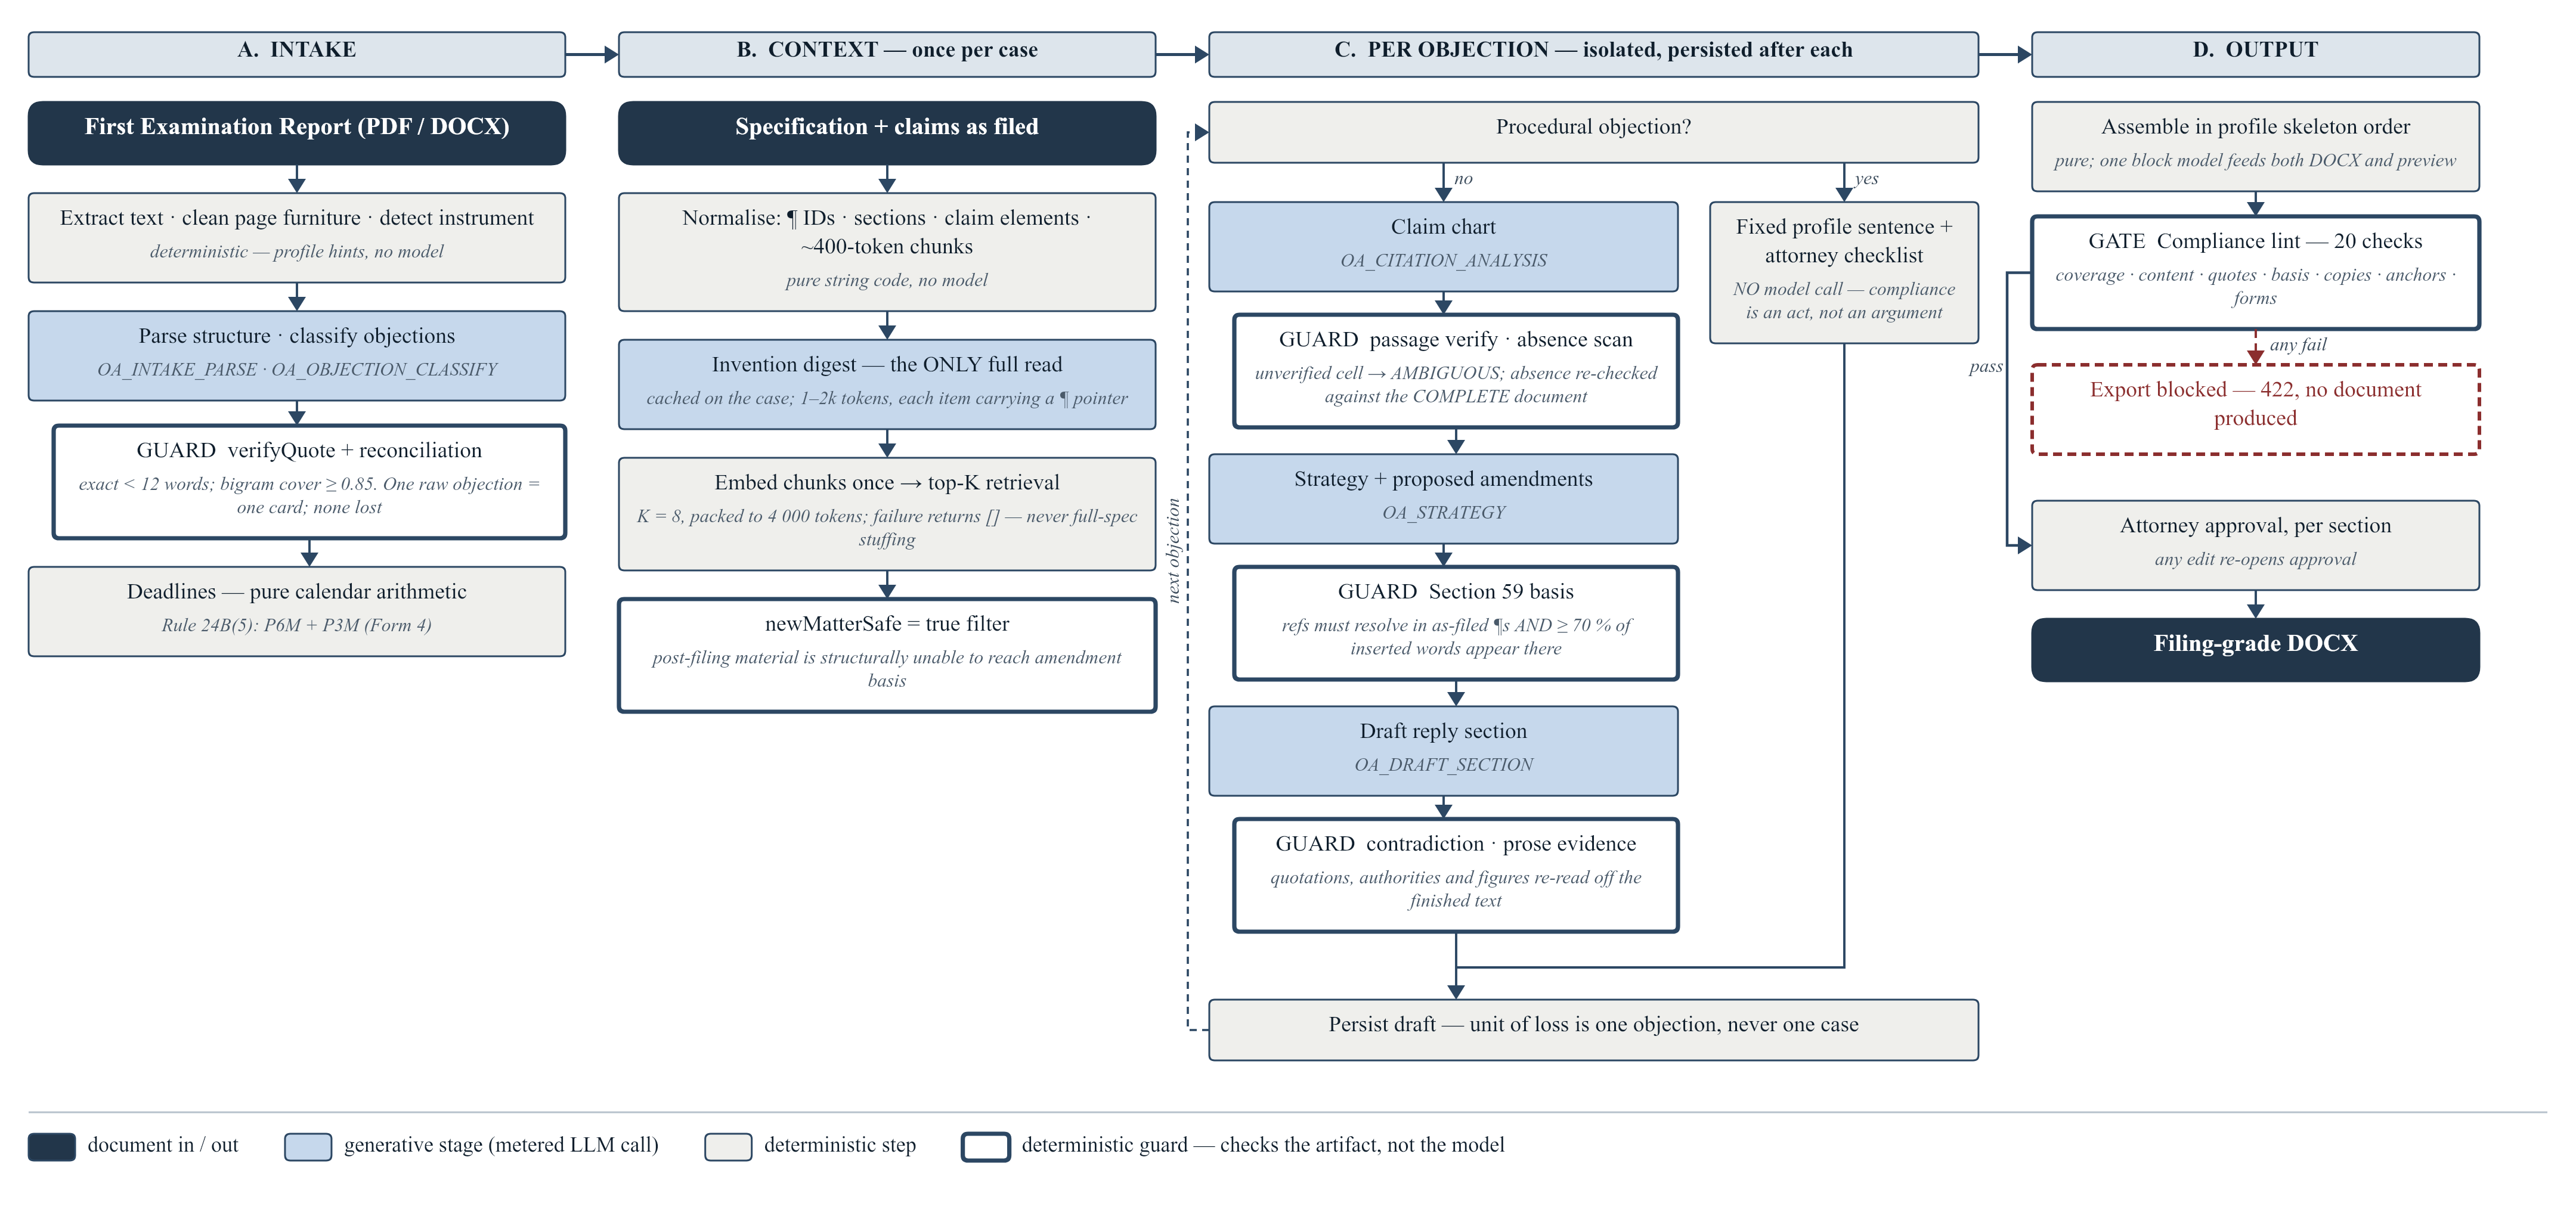 A. INTAKE
B. CONTEXT — once per case
C. PER OBJECTION — isolated, persisted after each
D. OUTPUT
First Examination Report (PDF / DOCX)
Extract text · clean page furniture · detect instrument
deterministic — profile hints, no model
Parse structure · classify objections
OA_INTAKE_PARSE · OA_OBJECTION_CLASSIFY
GUARD verifyQuote + reconciliation
exact < 12 words; bigram cover ≥ 0.85. One raw objection =
one card; none lost
Deadlines — pure calendar arithmetic
Rule 24B(5): P6M + P3M (Form 4)
Specification + claims as filed
Normalise: ¶ IDs · sections · claim elements ·
~400-token chunks
pure string code, no model
Invention digest — the ONLY full read
cached on the case; 1–2k tokens, each item carrying a ¶ pointer
Embed chunks once → top-K retrieval
K = 8, packed to 4 000 tokens; failure returns [] — never full-spec
stuffing
newMatterSafe = true filter
post-filing material is structurally unable to reach amendment
basis
next objection
Procedural objection?
no
yes
Claim chart
OA_CITATION_ANALYSIS
GUARD passage verify · absence scan
unverified cell → AMBIGUOUS; absence re-checked
against the COMPLETE document
Strategy + proposed amendments
OA_STRATEGY
GUARD Section 59 basis
refs must resolve in as-filed ¶s AND ≥ 70 % of
inserted words appear there
Draft reply section
OA_DRAFT_SECTION
GUARD contradiction · prose evidence
quotations, authorities and figures re-read off the
finished text
Fixed profile sentence +
attorney checklist
NO model call — compliance
is an act, not an argument
Persist draft — unit of loss is one objection, never one case
Assemble in profile skeleton order
pure; one block model feeds both DOCX and preview
GATE Compliance lint — 20 checks
coverage · content · quotes · basis · copies · anchors ·
forms
any fail
pass
Export blocked — 422, no document
produced
Attorney approval, per section
any edit re-opens approval
Filing-grade DOCX
document in / out
generative stage (metered LLM call)
deterministic step
deterministic guard — checks the artifact, not the model